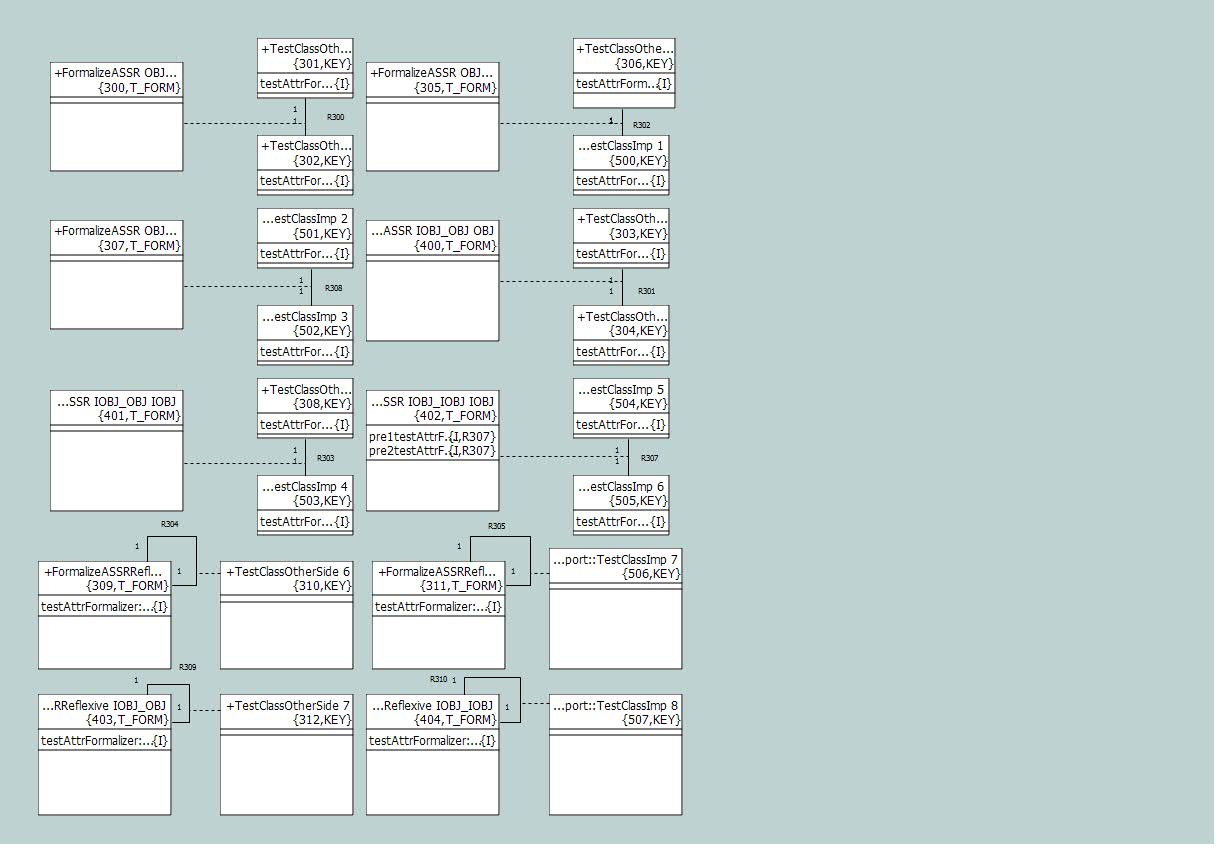 +FormalizeASSR OBJ...
{300,T_FORM}
+TestClassOth...
{301,KEY}
testAttrFor...{I}
1
1
R300
+TestClassOth...
{302,KEY}
testAttrFor...{I}
+FormalizeASSR OBJ...
{305,T_FORM}
+TestClassOthe...
{306,KEY}
testAttrForm...{I}
1
R302
...estClassImp 1
{500,KEY}
testAttrFor...{I}
+FormalizeASSR OBJ...
{307,T_FORM}
...estClassImp 2
{501,KEY}
testAttrFor...{I}
1
1
R308
...estClassImp 3
{502,KEY}
testAttrFor...{I}
...ASSR IOBJ_OBJ OBJ
{400,T_FORM}
+TestClassOth...
{303,KEY}
testAttrFor...{I}
1
1
R301
+TestClassOth...
{304,KEY}
testAttrFor...{I}
...SSR IOBJ_OBJ IOBJ
{401,T_FORM}
+TestClassOth...
{308,KEY}
testAttrFor...{I}
1
1
R303
...estClassImp 4
{503,KEY}
testAttrFor...{I}
...SSR IOBJ_IOBJ IOBJ
{402,T_FORM}
pre1testAttrF..{I,R307}
pre2testAttrF..{I,R307}
...estClassImp 5
{504,KEY}
testAttrFor...{I}
1
1
R307
...estClassImp 6
{505,KEY}
testAttrFor...{I}
R304
1
1
+FormalizeASSRRefl...
{309,T_FORM}
testAttrFormalizer:...{I}
+TestClassOtherSide 6
{310,KEY}
R305
1
1
+FormalizeASSRRefl...
{311,T_FORM}
testAttrFormalizer:...{I}
...port::TestClassImp 7
{506,KEY}
R309
1
1
...RReflexive IOBJ_OBJ
{403,T_FORM}
testAttrFormalizer:...{I}
+TestClassOtherSide 7
{312,KEY}
R310
1
1
...Reflexive IOBJ_IOBJ
{404,T_FORM}
testAttrFormalizer:...{I}
...port::TestClassImp 8
{507,KEY}